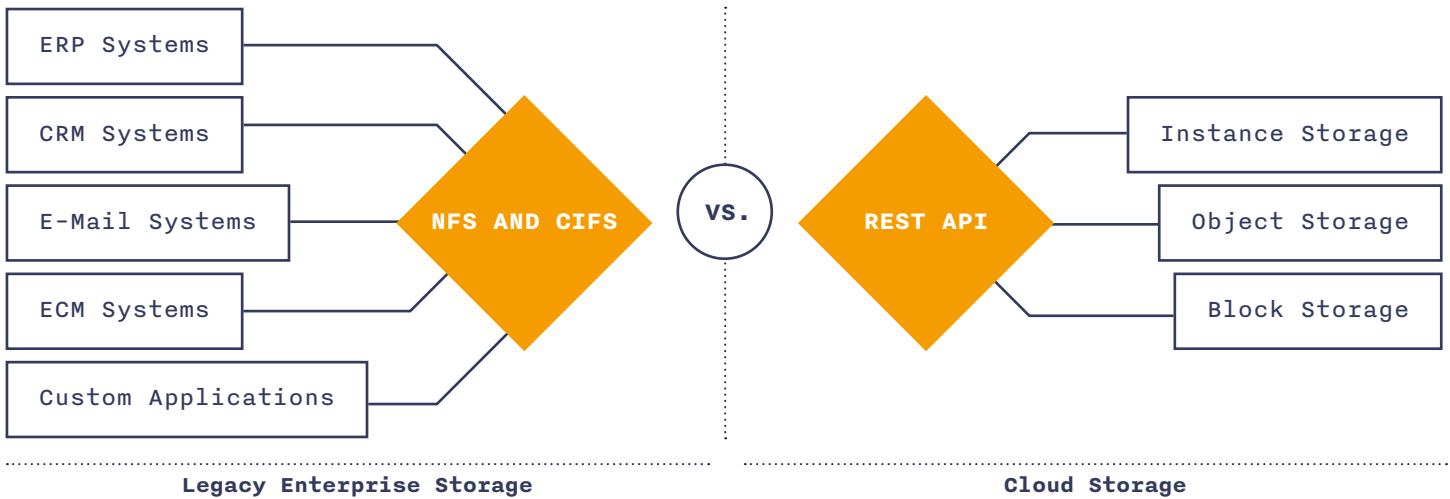 ERP Systems
CRM Systems
E-Mail Systems
ECM Systems
Custom Applications
NFS AND CIFS
vs.
REST API
Instance Storage
Object Storage
Block Storage
Legacy Enterprise Storage
Cloud Storage